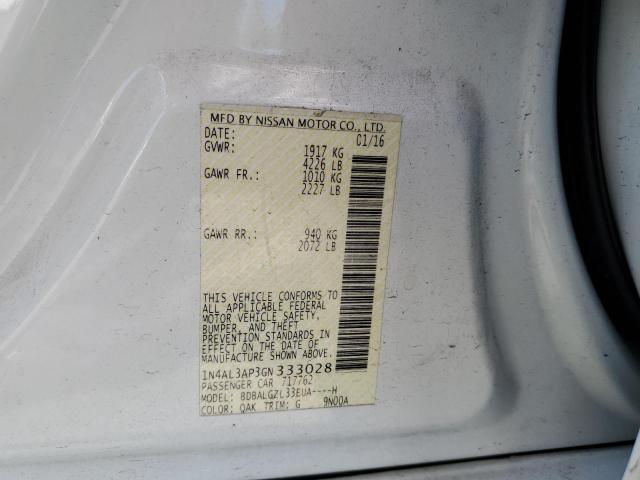 MFD BY NISSAN MOTOR CO., LTD.
DATE: 01/16
GVWR: 1917 KG
4226 LB
GAWR FR.: 1010 KG
2227 LB
GAWR RR.: 940 KG
2072 LB
THIS VEHICLE CONFORMS TO
ALL APPLICABLE FEDERAL
MOTOR VEHICLE SAFETY,
BUMPER, AND THEFT
PREVENTION STANDARDS IN
EFFECT ON THE DATE OF
MANUFACTURE SHOWN ABOVE.
1N4AL3AP3GN333028
PASSENGER CAR 717762
MODEL: BDBALGZL33EUA----H
COLOR: QAK TRIM: G 9N00A